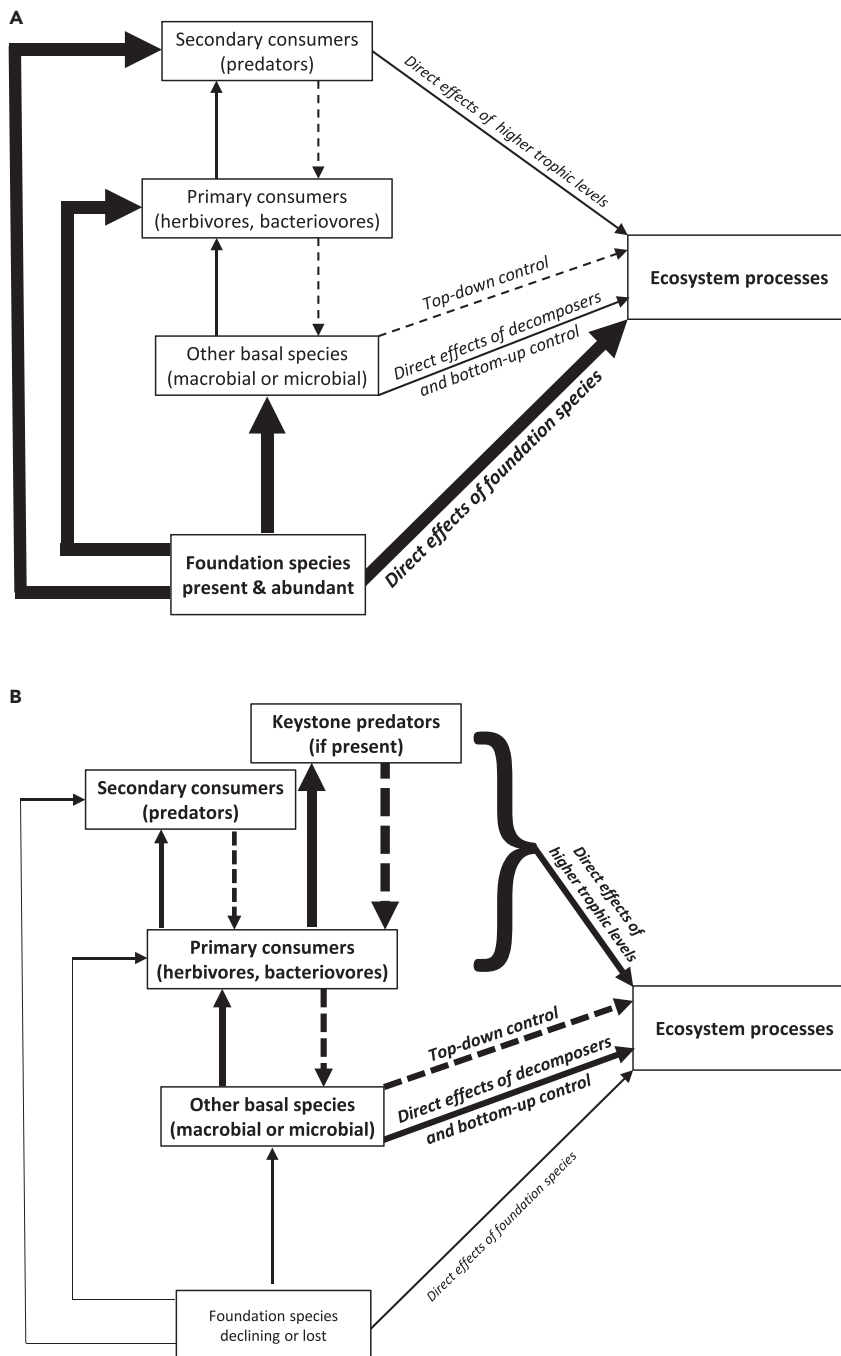 A
Secondary consumers
(predators)
Direct effects of higher trophic levels
Primary consumers
(herbivores, bacteriovores)
Ecosystem processes
Top-down control
Other basal species
(macrobial or microbial)
Direct effects of decomposers
and bottom-up control
Direct effects of foundation species
Foundation species
present & abundant
B
Keystone predators
(if present)
Secondary consumers
(predators)
Direct effects of
higher trophic levels
Primary consumers
(herbivores, bacteriovores)
Ecosystem processes
Top-down control
Other basal species
(macrobial or microbial)
Direct effects of decomposers
and bottom-up control
Direct effects of foundation species
Foundation species
declining or lost